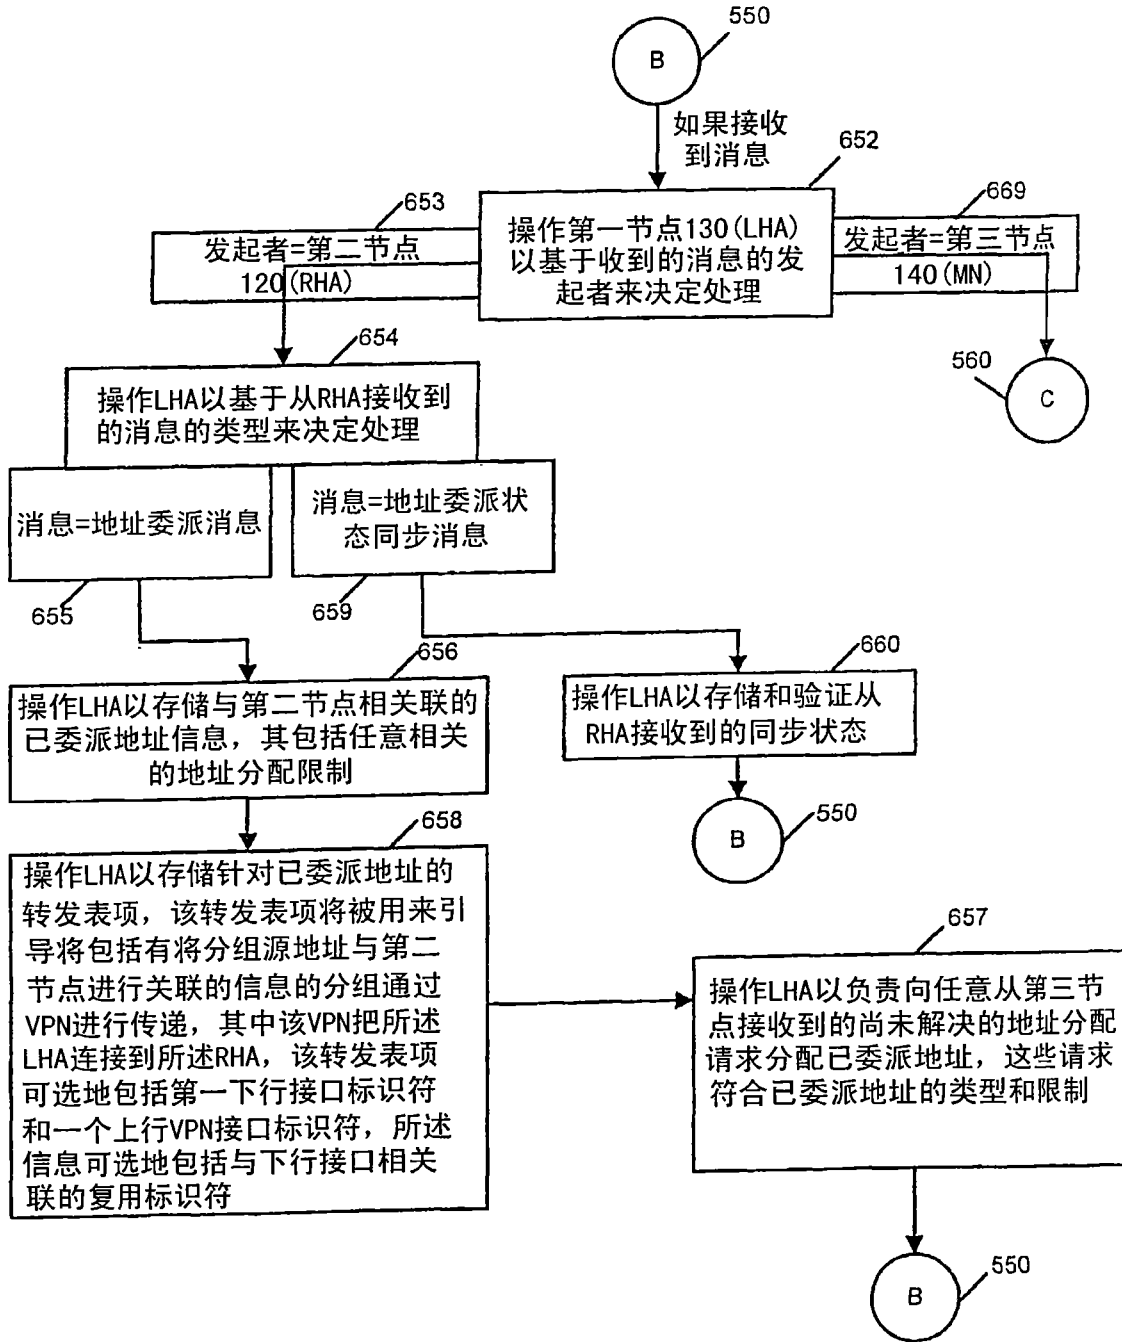 550
B
如果接收
到消息
652
653
669
操作第一节点130(LHA)
以基于收到的消息的发
起者来决定处理
发起者=第二节点
120(RHA)
发起者=第三节点
140(MN)
654
560
C
操作LHA以基于从RHA接收到
的消息的类型来决定处理
消息=地址委派消息
消息=地址委派状
态同步消息
655
659
656
660
操作LHA以存储与第二节点相关联的
已委派地址信息，其包括任意相关
的地址分配限制
操作LHA以存储和验证从
RHA接收到的同步状态
B
550
658
操作LHA以存储针对已委派地址的
转发表项，该转发表项将被用来引
导将包括有将分组源地址与第二
节点进行关联的信息的分组通过
VPN进行传递，其中该VPN把所述
LHA连接到所述RHA，该转发表项
可选地包括第一下行接口标识符
和一个上行VPN接口标识符，所述
信息可选地包括与下行接口相关
联的复用标识符
657
操作LHA以负责向任意从第三节
点接收到的尚未解决的地址分配
请求分配已委派地址，这些请求
符合已委派地址的类型和限制
B
550